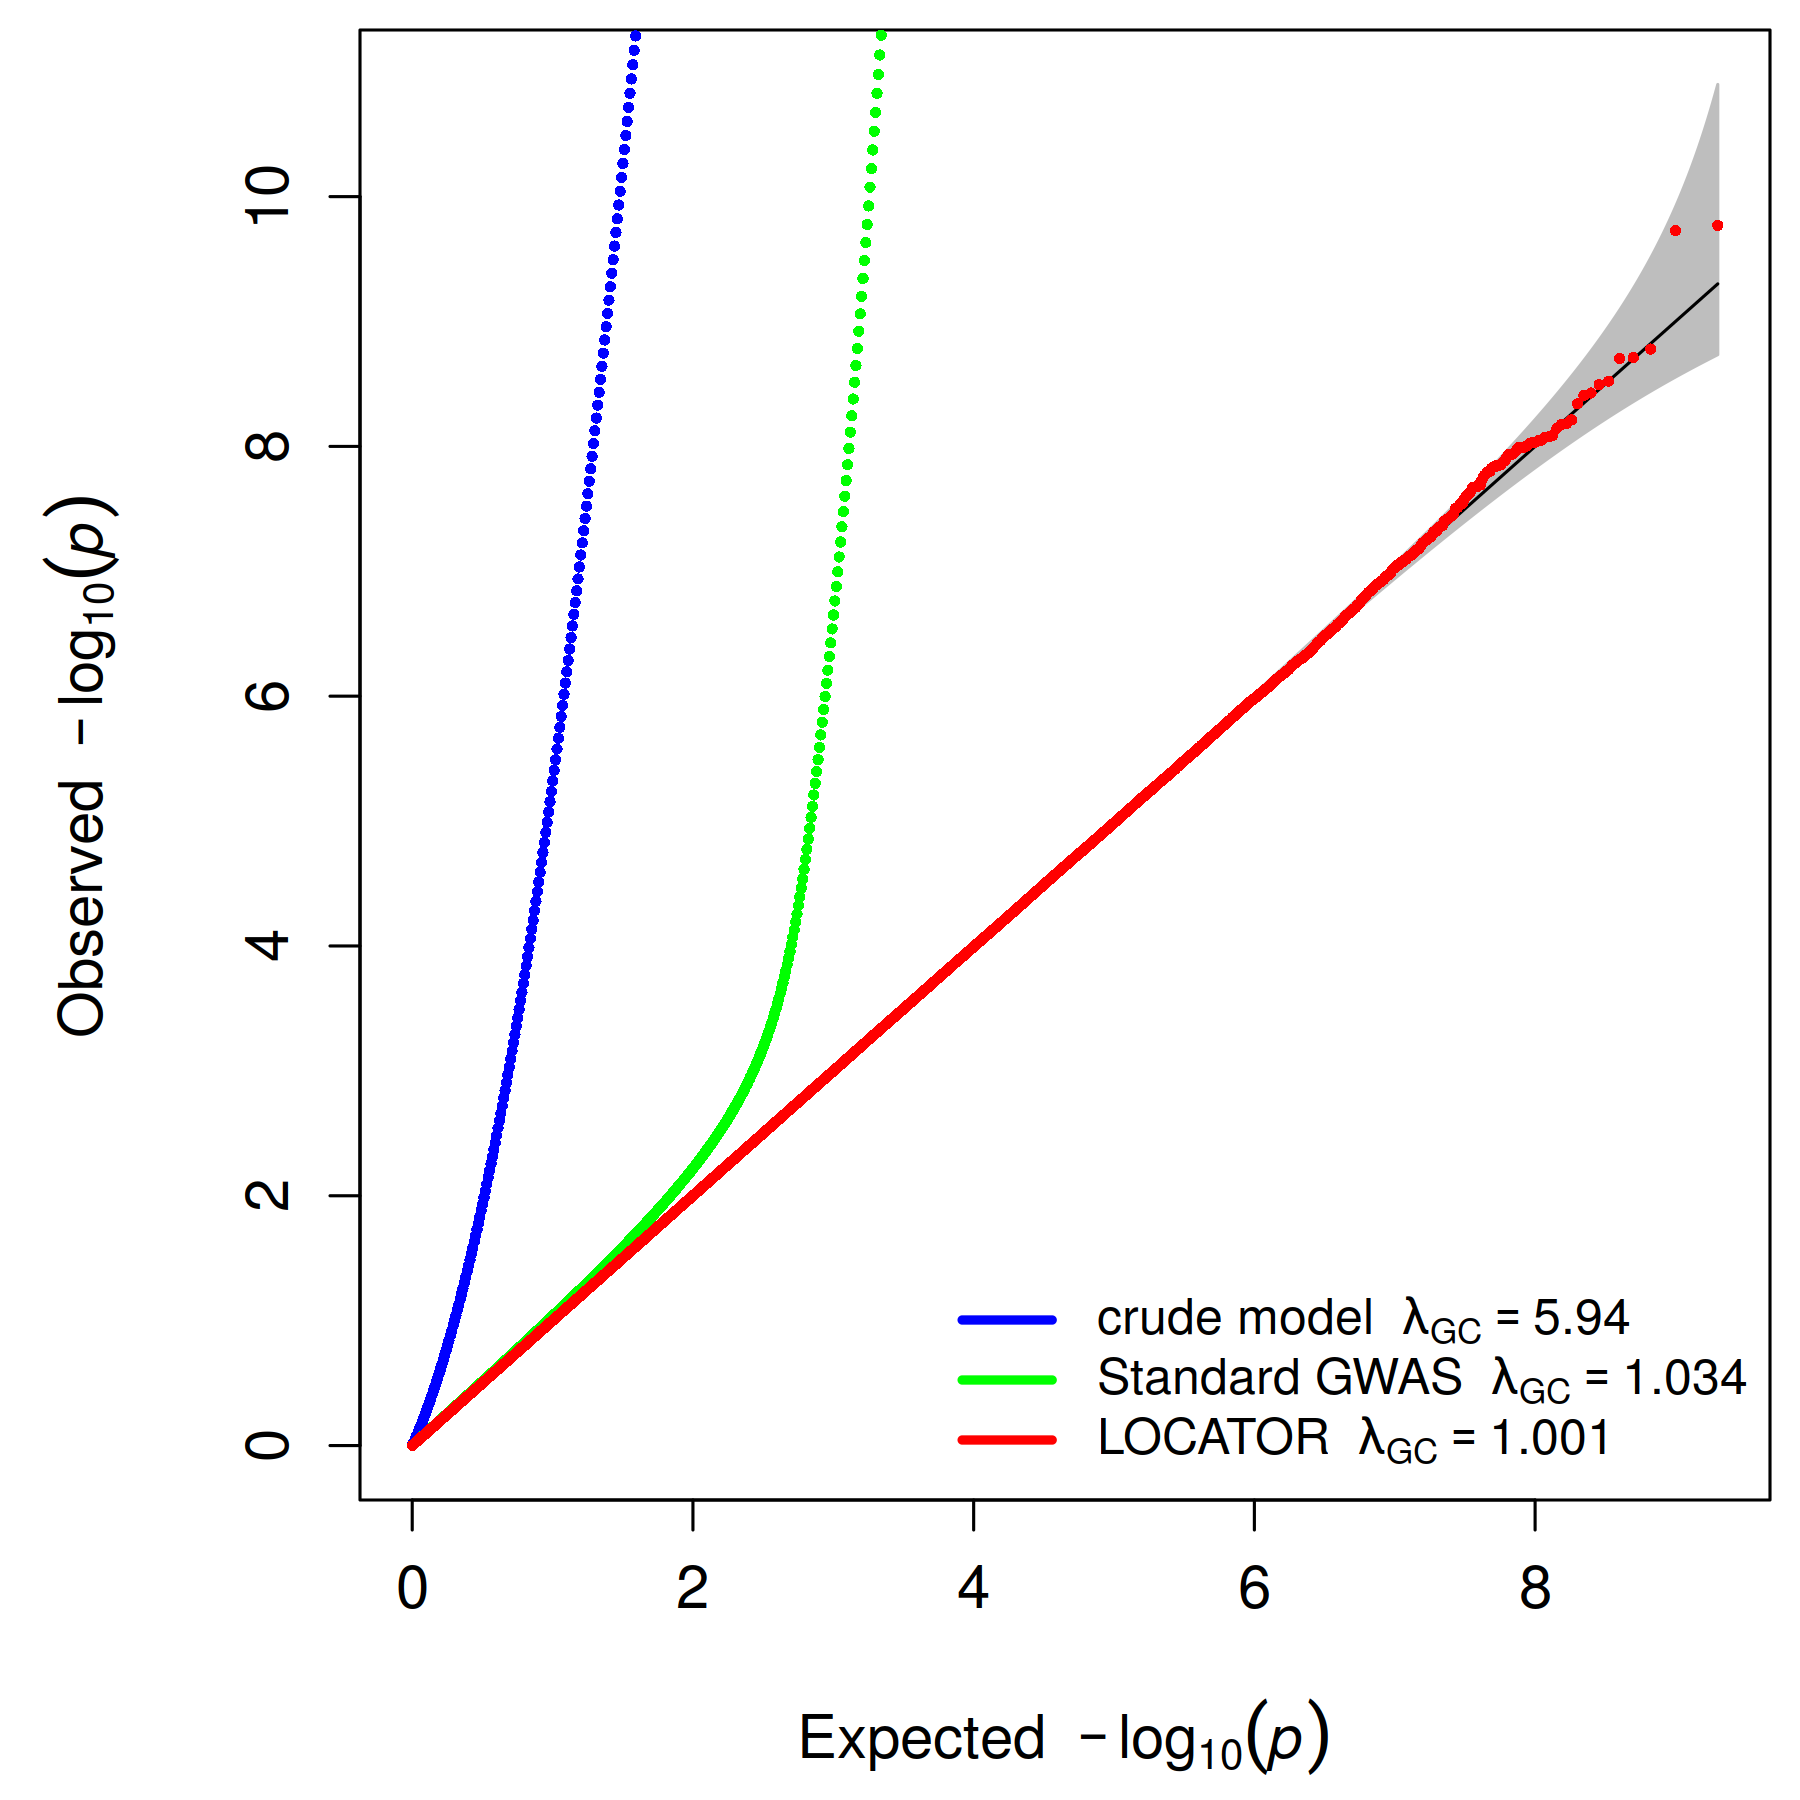 Observed −log10(p)
10
8
6
4
2
0
crude model λGC = 5.94
Standard GWAS λGC = 1.034
LOCATOR λGC = 1.001
0 2 4 6 8
Expected −log10(p)